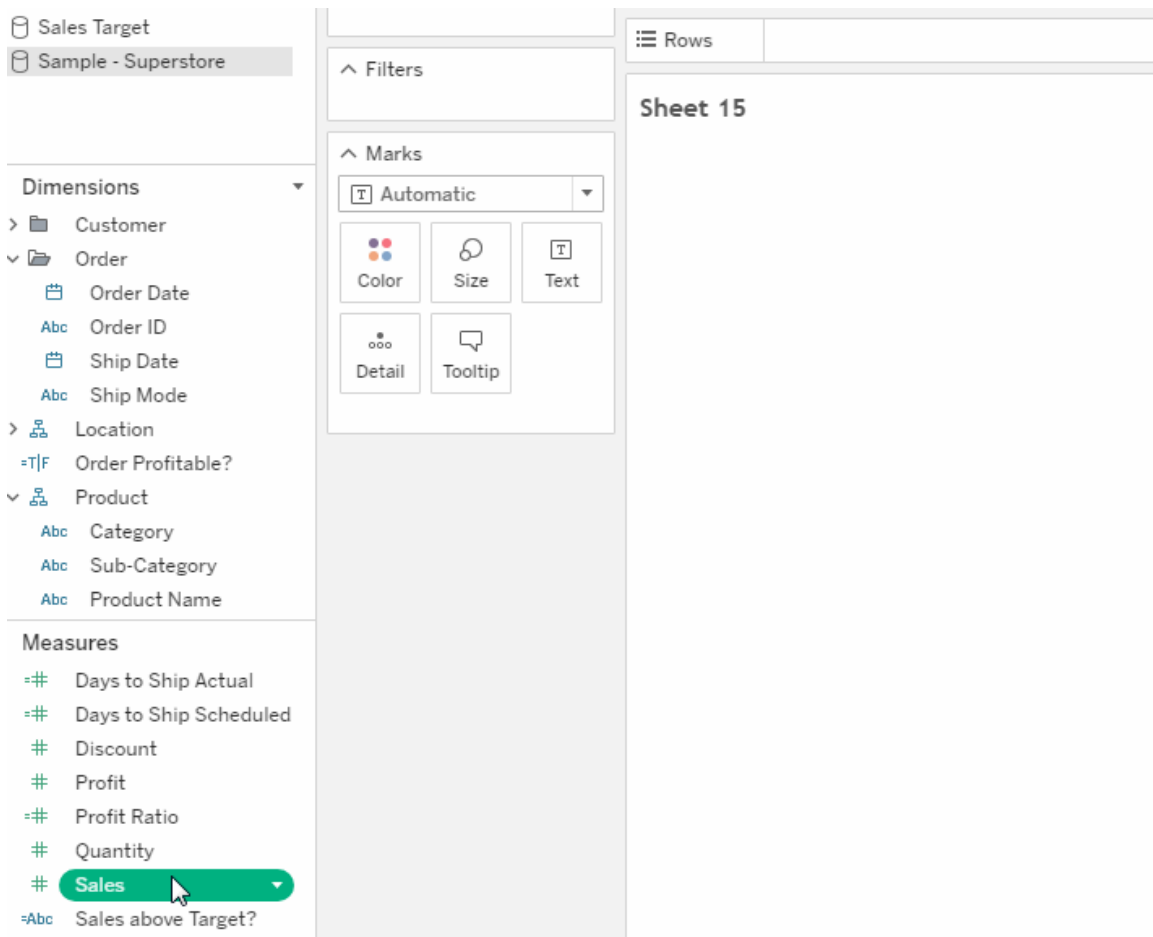 Sales Target
Sample - Superstore
Dimensions
Customer
Order
Order Date
Abc Order ID
Ship Date
Abc Ship Mode
Location
=T|F Order Profitable?
Product
Abc Category
Abc Sub-Category
Abc Product Name
Measures
=# Days to Ship Actual
=# Days to Ship Scheduled
# Discount
# Profit
=# Profit Ratio
# Quantity
# Sales
=Abc Sales above Target?
Filters
Marks
T Automatic
Color
Size
T
Text
Detail
Tooltip
Rows
Sheet 15